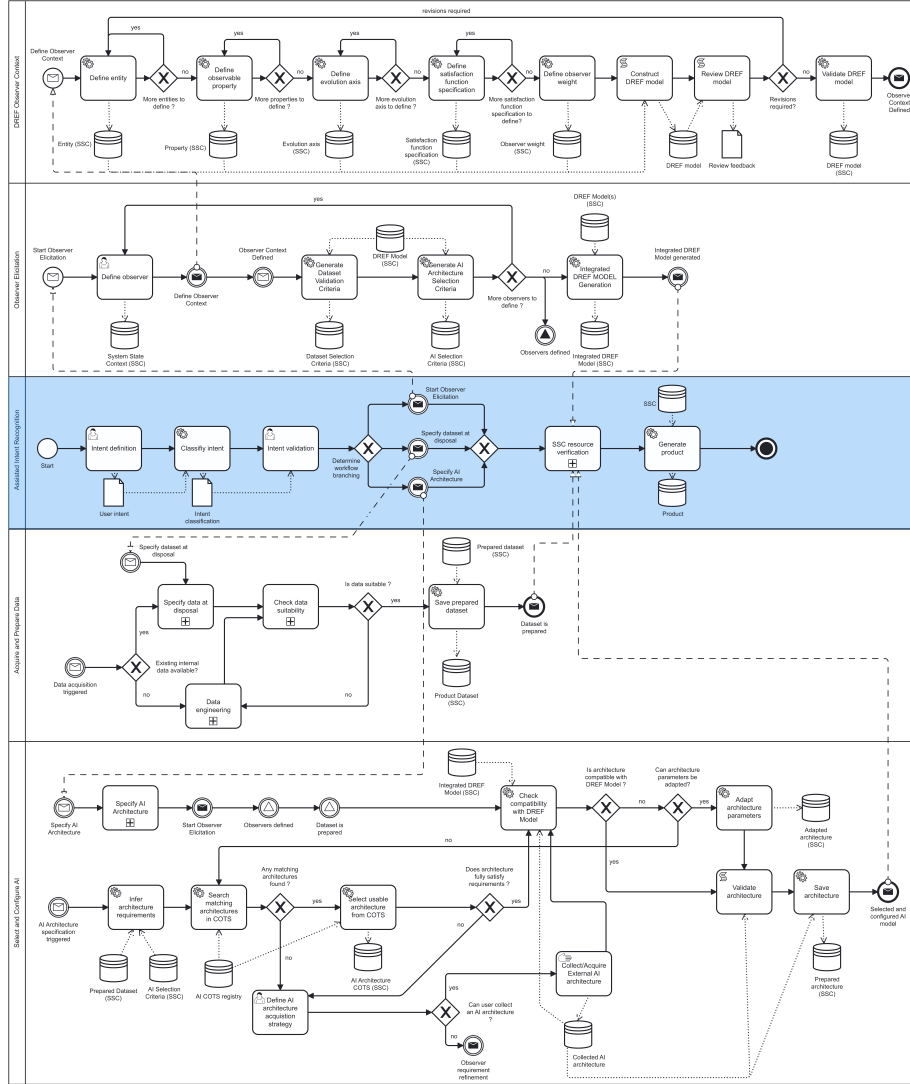 DREF Observer Context
revisions required
yes
yes
yes
yes
Define Observer
Context
Define entity
no
More entities to
define ?
Define
observable
property
no
More properties to
define ?
Define
evolution axis
no
More evolution
axis to define ?
Define
satisfaction
function
specification
no
More satisfaction
function
specification to
define?
Define observer
weight
Construct
DREF model
Review DREF
model
Revisions
required?
no
Validate DREF
model
Observer
Context
Defined
Entity (SSC)
Property (SSC)
Evolution axis
(SSC)
Satisfaction
function
specification (SSC)
Observer weight
(SSC)
DREF model
Review feedback
DREF model
(SSC)
Observer Elicitation
yes
Start Observer
Elicitation
Define observer
Define Observer
Context
Observer Context
Defined
Generate
Dataset
Validation
Criteria
DREF Model
(SSC)
Generate AI
Architecture
Selection
Criteria
More observers to
define ?
no
Observers defined
DREF Model(s)
(SSC)
Integrated
DREF MODEL
Generation
Integrated DREF
Model generated
System State
Context (SSC)
Dataset Selection
Criteria (SSC)
AI Selection
Criteria (SSC)
Integrated DREF
Model (SSC)
Assisted Intent Recognition
Start
Intent definition
Classify intent
Intent validation
User intent
Intent
classification
Determine
workflow
branching
Start Observer
Elicitation
Specify dataset at
disposal
Specify AI
Architecture
SSC resource
verification
SSC
Generate
product
Product
Acquire and Prepare Data
Specify dataset at
disposal
Specify data at
disposal
Check data
suitability
Is data suitable ?
yes
Prepared dataset
(SSC)
Save prepared
dataset
Dataset is
prepared
yes
Existing internal
data available?
Data acquisition
triggered
no
Data
engineering
no
Product Dataset
(SSC)
Select and Configure AI
Specify AI
Architecture
Specify AI
Architecture
Start Observer
Elicitation
Observers defined
Dataset is
prepared
Integrated DREF
Model (SSC)
Check
compatibility
with DREF
Model
Is architecture
compatible with
DREF Model ?
no
Can architecture
parameters be
adapted?
yes
Adapt
architecture
parameters
Adapted
architecture
(SSC)
no
yes
AI Architecture
specification
triggered
Infer
architecture
requirements
Search
matching
architectures
in COTS
Any matching
architectures
found ?
yes
Select usable
architecture
from COTS
Does architecture
fully satisfy
requirements ?
yes
Validate
architecture
Save
architecture
Selected and
configured AI
model
Prepared Dataset
(SSC)
AI Selection
Criteria (SSC)
AI COTS registry
no
AI Architecture
COTS (SSC)
no
Collect/Acquire
External AI
architecture
Prepared
architecture
(SSC)
Define AI
architecture
acquistion
strategy
yes
Can user collect
an AI architecture
?
no
Observer
requirement
refinement
Collected AI
architecture